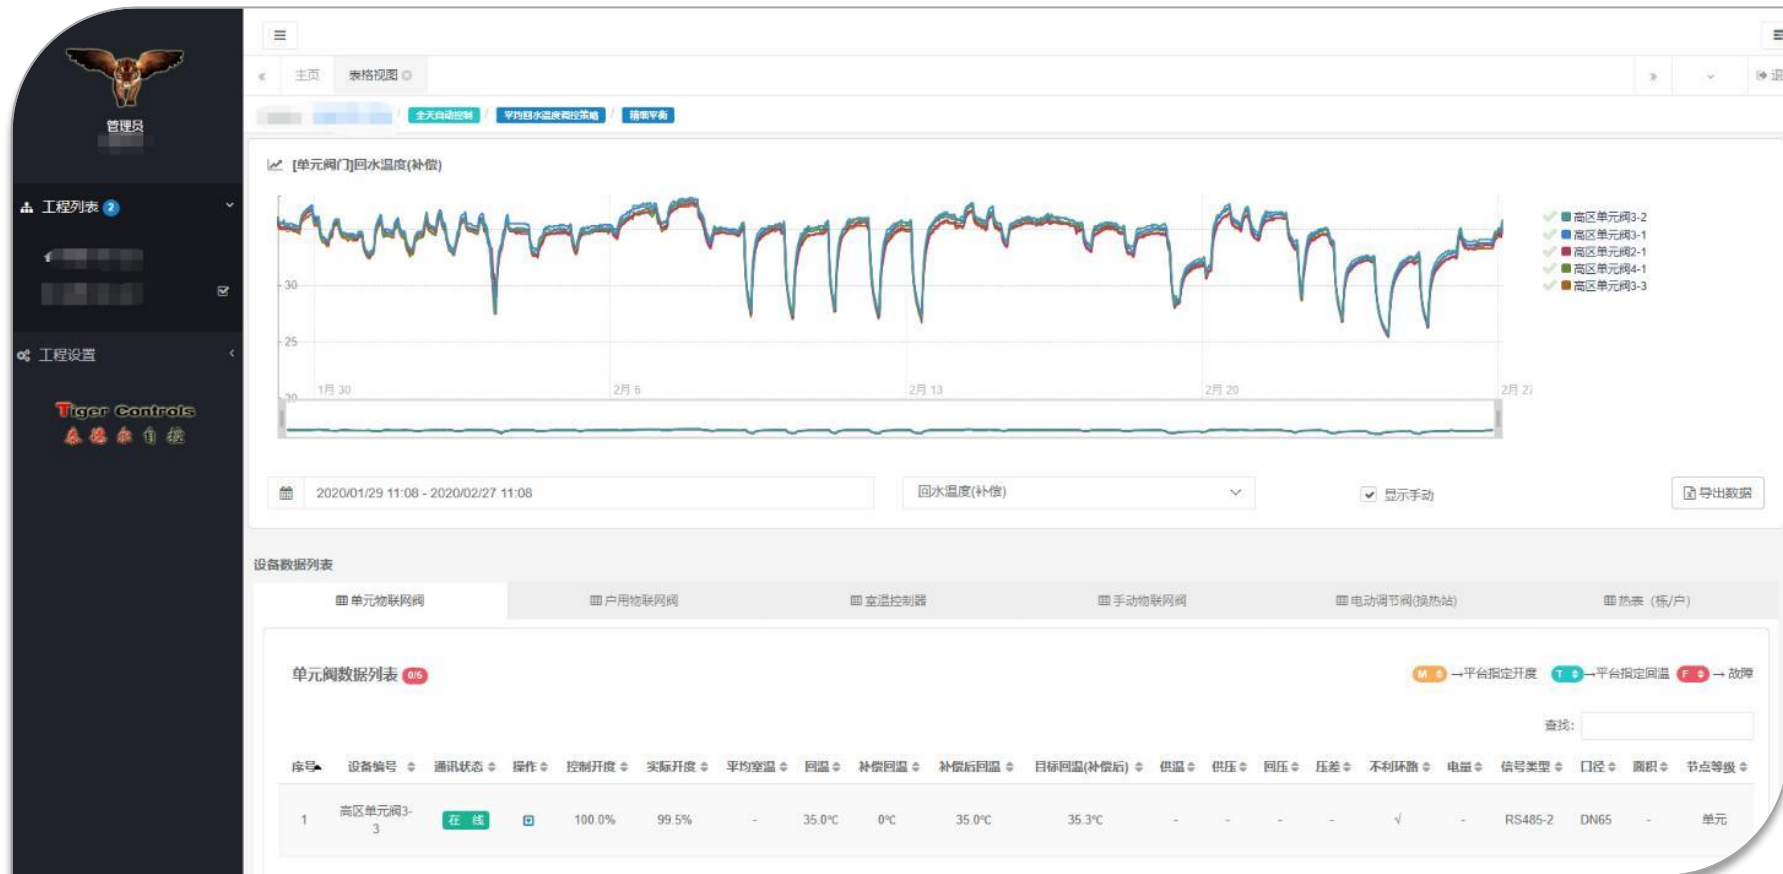 管理员
工程列表 2
工程设置
Tiger Controls
泰德尔自控
主页 表格视图
退
/ 全天自动控制 / 平均回水温度调控策略 / 精细平衡
[单元阀门]回水温度(补偿)
高区单元阀3-2
高区单元阀3-1
高区单元阀2-1
高区单元阀4-1
高区单元阀3-3
30
25
20
1月 30 2月 6 2月 13 2月 20 2月 27
2020/01/29 11:08 - 2020/02/27 11:08 回水温度(补偿) 显示手动 导出数据
设备数据列表
单元物联网阀 户用物联网阀 室温控制器 手动物联网阀 电动调节阀(换热站) 热表（栋/户）
单元阀数据列表 0/5
M →平台指定开度 T →平台指定回温 F → 故障
查找:
序号 设备编号 通讯状态 操作 控制开度 实际开度 平均室温 回温 补偿回温 补偿后回温 目标回温(补偿后) 供温 供压 回压 压差 不利环路 电量 信号类型 口径 面积 节点等级
1 高区单元阀3-3 在 线 100.0% 99.5% - 35.0℃ 0℃ 35.0℃ 35.3℃ - - - - √ - RS485-2 DN65 - 单元